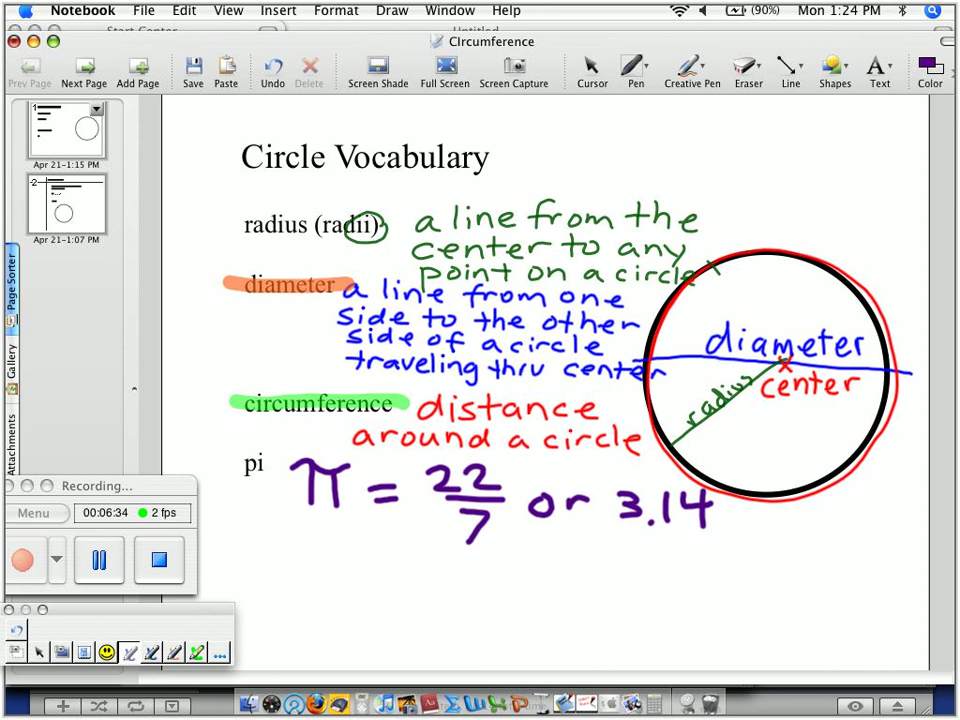 Notebook File Edit View Insert Format Draw Window Help (90%) Mon 1:24 PM
CIrcumference
Prev Page Next Page Add Page Save Paste Undo Delete Screen Shade Full Screen Screen Capture Cursor Pen Creative Pen Eraser Line Shapes Text Color
1
Apr 21-1:15 PM
2
Apr 21-1:07 PM
Page Sorter
Gallery
Attachments
Circle Vocabulary
radius (radii) a line from the
center to any
point on a circle
diameter a line from one
side to the other
side of a circle
traveling thru center
circumference distance
around a circle
pi π = 22/7 or 3.14
diameter
center
radius
Recording...
Menu 00:06:34 2 fps